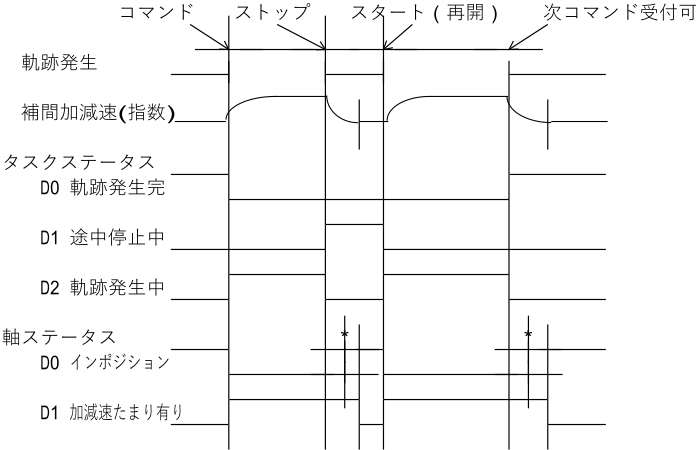 コマンド ストップ スタート ( 再開 ) 次コマンド受付可
軌跡発生
補間加減速(指数)
タスクステータス
D0 軌跡発生完
D1 途中停止中
D2 軌跡発生中
軸ステータス
* *
D0 インポジション
D1 加減速たまり有り